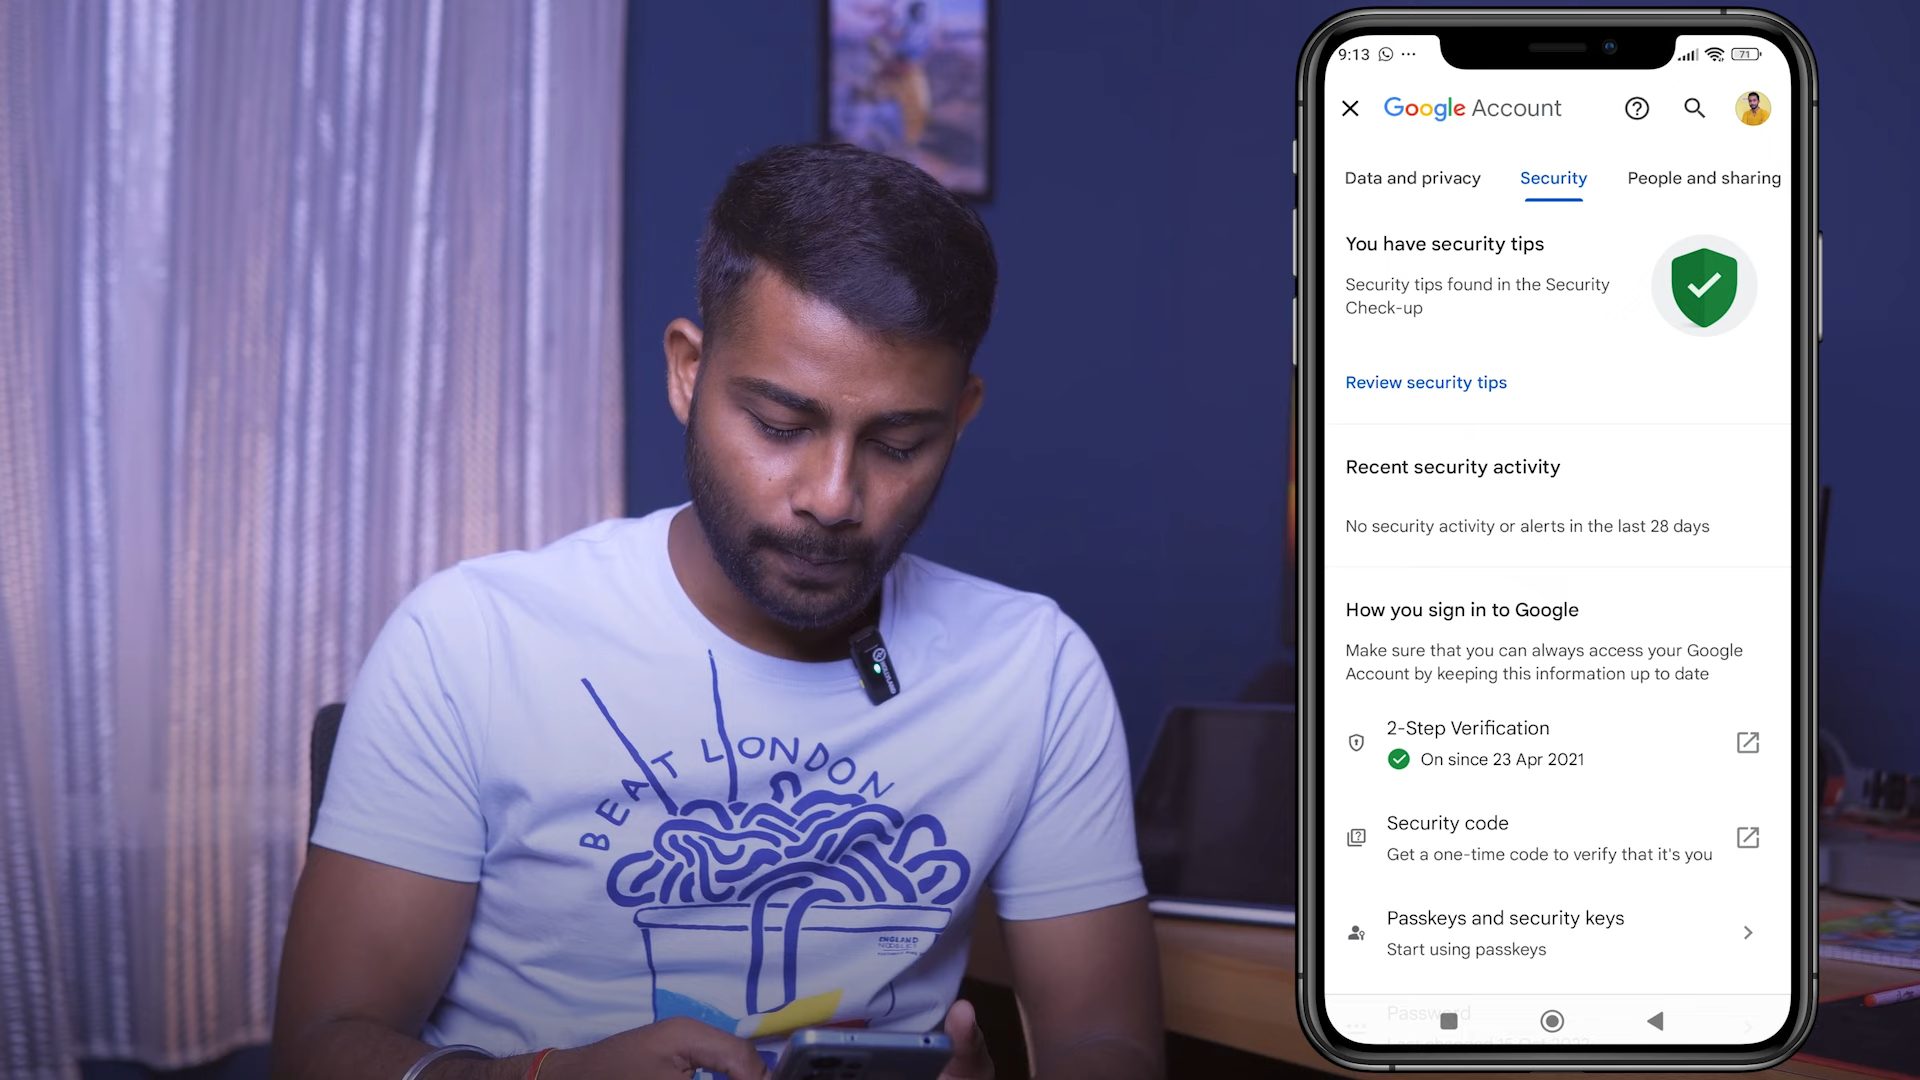 9:13
71
Google Account
Data and privacy
Security
People and sharing
You have security tips
Security tips found in the Security
Check-up
Review security tips
Recent security activity
No security activity or alerts in the last 28 days
How you sign in to Google
Make sure that you can always access your Google
Account by keeping this information up to date
2-Step Verification
On since 23 Apr 2021
Security code
Get a one-time code to verify that it's you
Passkeys and security keys
Start using passkeys
Password
BEAT LONDON
ENGLAND
HOLLYLAND